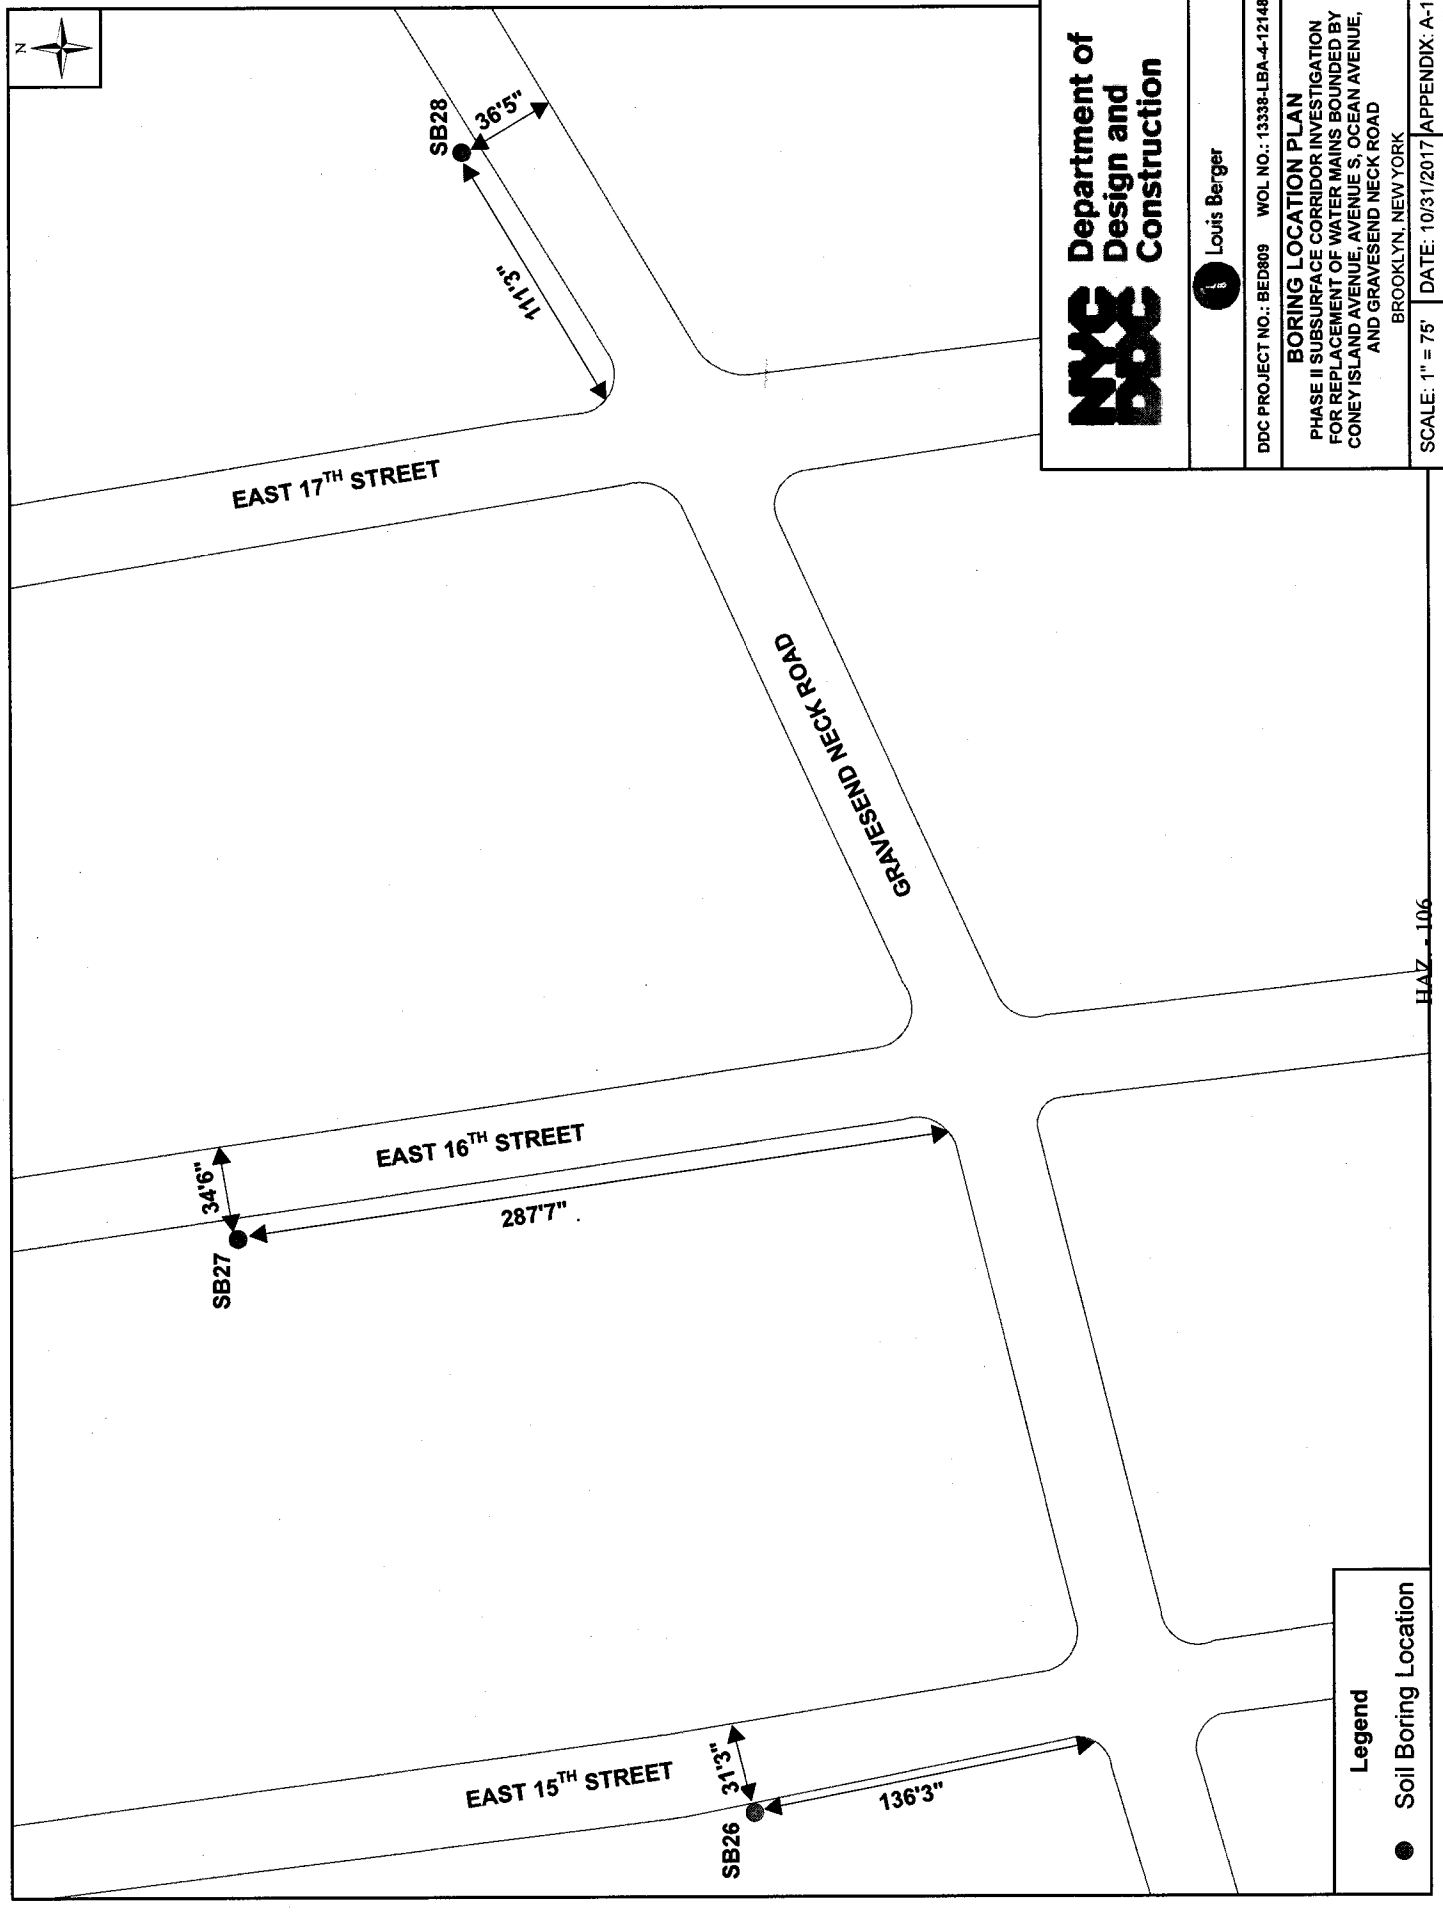 N
SB28
36'5"
111'3"
EAST 17TH STREET
GRAVESEND NECK ROAD
34'6"
EAST 16TH STREET
SB27
287'7"
EAST 15TH STREET
31'3"
SB26
136'3"
Legend
Soil Boring Location
NYC
DDC
Department of
Design and
Construction
Louis Berger
DDC PROJECT NO.: BED809 WOL NO.: 13338-LBA-4-12148
BORING LOCATION PLAN
PHASE II SUBSURFACE CORRIDOR INVESTIGATION
FOR REPLACEMENT OF WATER MAINS BOUNDED BY
CONEY ISLAND AVENUE, AVENUE S, OCEAN AVENUE,
AND GRAVESEND NECK ROAD
BROOKLYN, NEW YORK
SCALE: 1" = 75' DATE: 10/31/2017 APPENDIX: A-1
HAZ. - 106